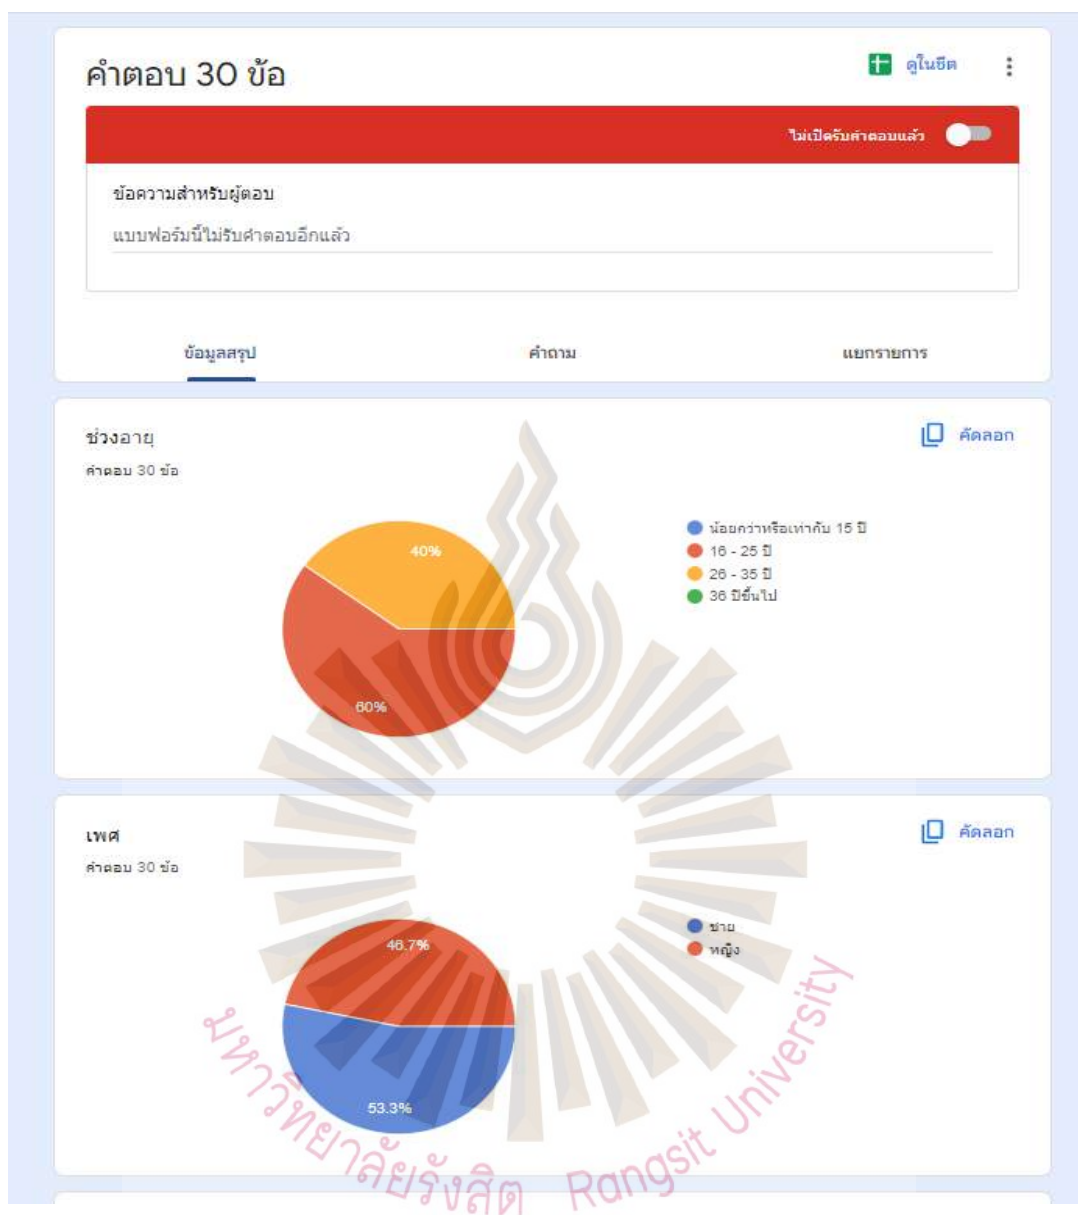 คำตอบ 30 ข้อ
ดูในชีต
ไม่เปิดรับคำตอบแล้ว
ข้อความสำหรับผู้ตอบ
แบบฟอร์มนี้ไม่รับคำตอบอีกแล้ว
ข้อมูลสรุป
คำถาม
แยกรายการ
ช่วงอายุ
คัดลอก
คำตอบ 30 ข้อ
40%
60%
น้อยกว่าหรือเท่ากับ 15 ปี
16 - 25 ปี
26 - 35 ปี
36 ปีขึ้นไป
เพศ
คัดลอก
คำตอบ 30 ข้อ
46.7%
53.3%
ชาย
หญิง
มหาวิทยาลัยรังสิต Rangsit University